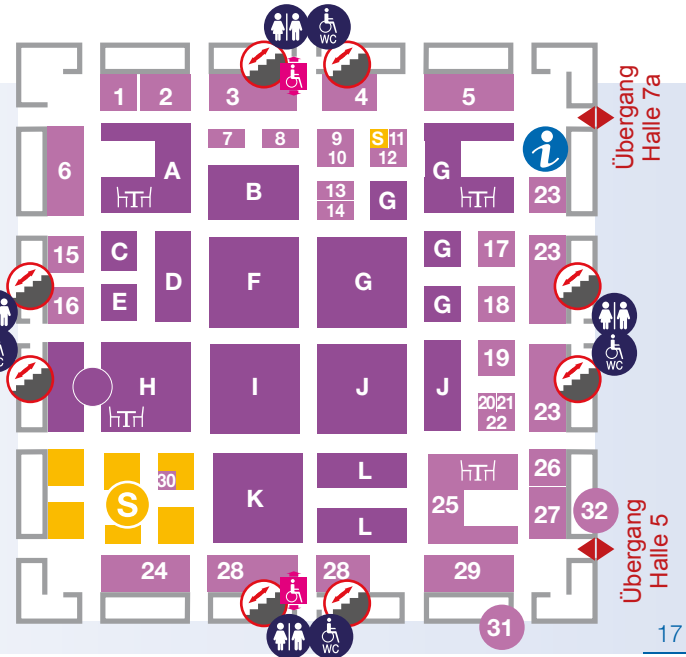 WC
1 2 3 4 5
Übergang
Halle 7a
6 A 7 8 9 S 11
10 12
B 13 G G 23
14
15 C D F G G 17 23
16 E G 18
H I J J 19
20 21 23
22
WC
WC
S 30 K L 25 26
L 27 32
24 28 28 29
Übergang
Halle 5
WC
31
17